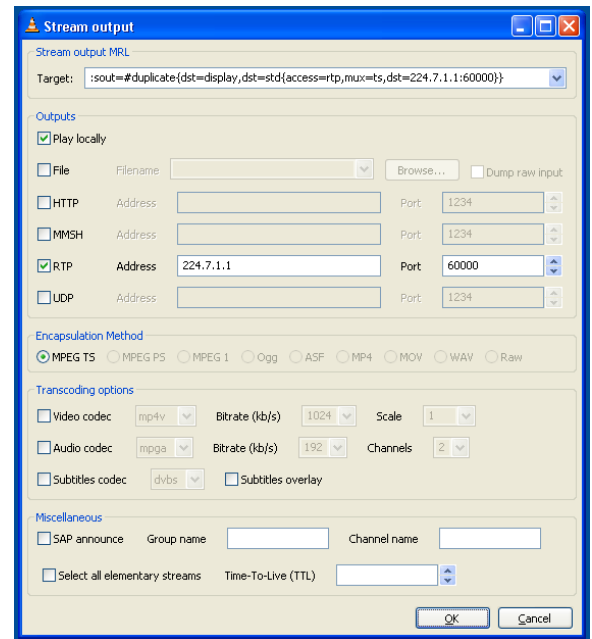 Stream output
Stream output MRL
Target: :sout=#duplicate{dst=display,dst=std{access=rtp,mux=ts,dst=224.7.1.1:60000}}
Outputs
Play locally
File Filename Browse... Dump raw input
HTTP Address Port 1234
MMSH Address Port 1234
RTP Address 224.7.1.1 Port 60000
UDP Address Port 1234
Encapsulation Method
MPEG TS MPEG PS MPEG 1 Ogg ASF MP4 MOV WAV Raw
Transcoding options
Video codec mp4v Bitrate (kb/s) 1024 Scale 1
Audio codec mpga Bitrate (kb/s) 192 Channels 2
Subtitles codec dvbs Subtitles overlay
Miscellaneous
SAP announce Group name Channel name
Select all elementary streams Time-To-Live (TTL)
OK Cancel